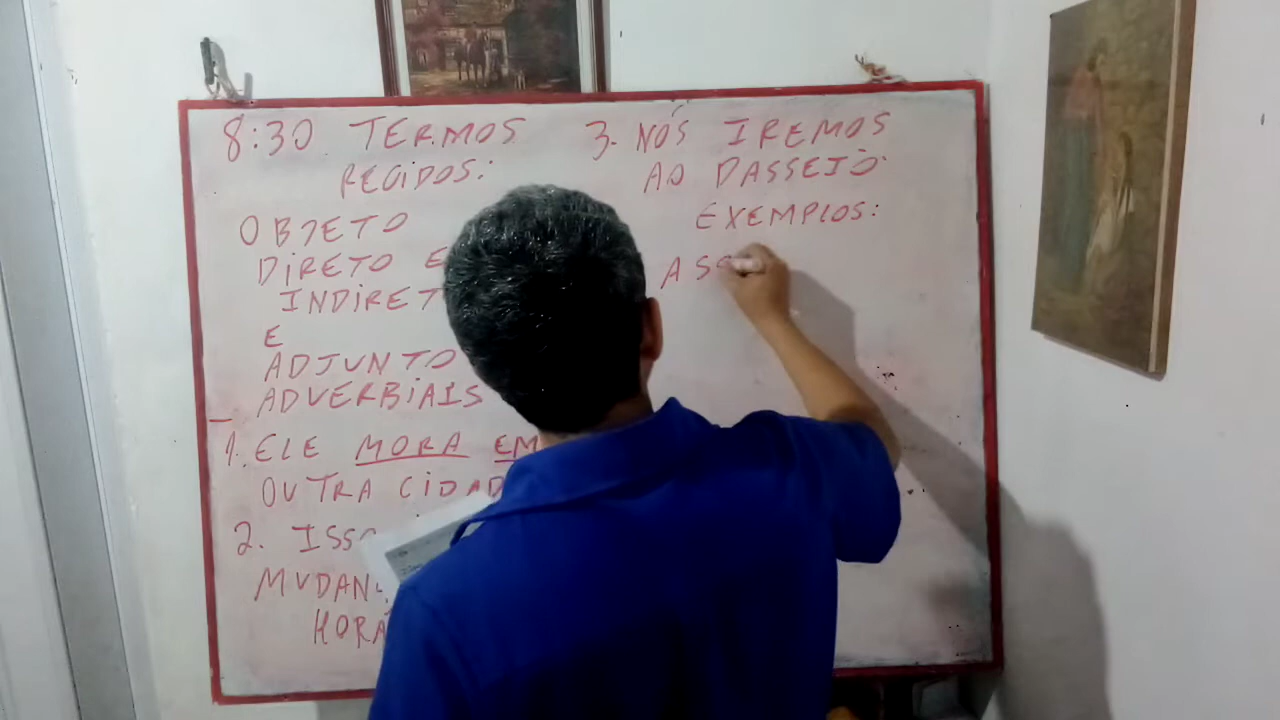 8:30 TERMOS
REGIDOS:
OBJETO
DIRETO E
INDIRET
E
ADJUNTO
ADVERBIAIS
1. ELE MORA EM
OUTRA CIDAD
2. ISSO
MUDAN
HORÁ
3. NÓS IREMOS
AO PASSEIO.
EXEMPLOS:
ASS